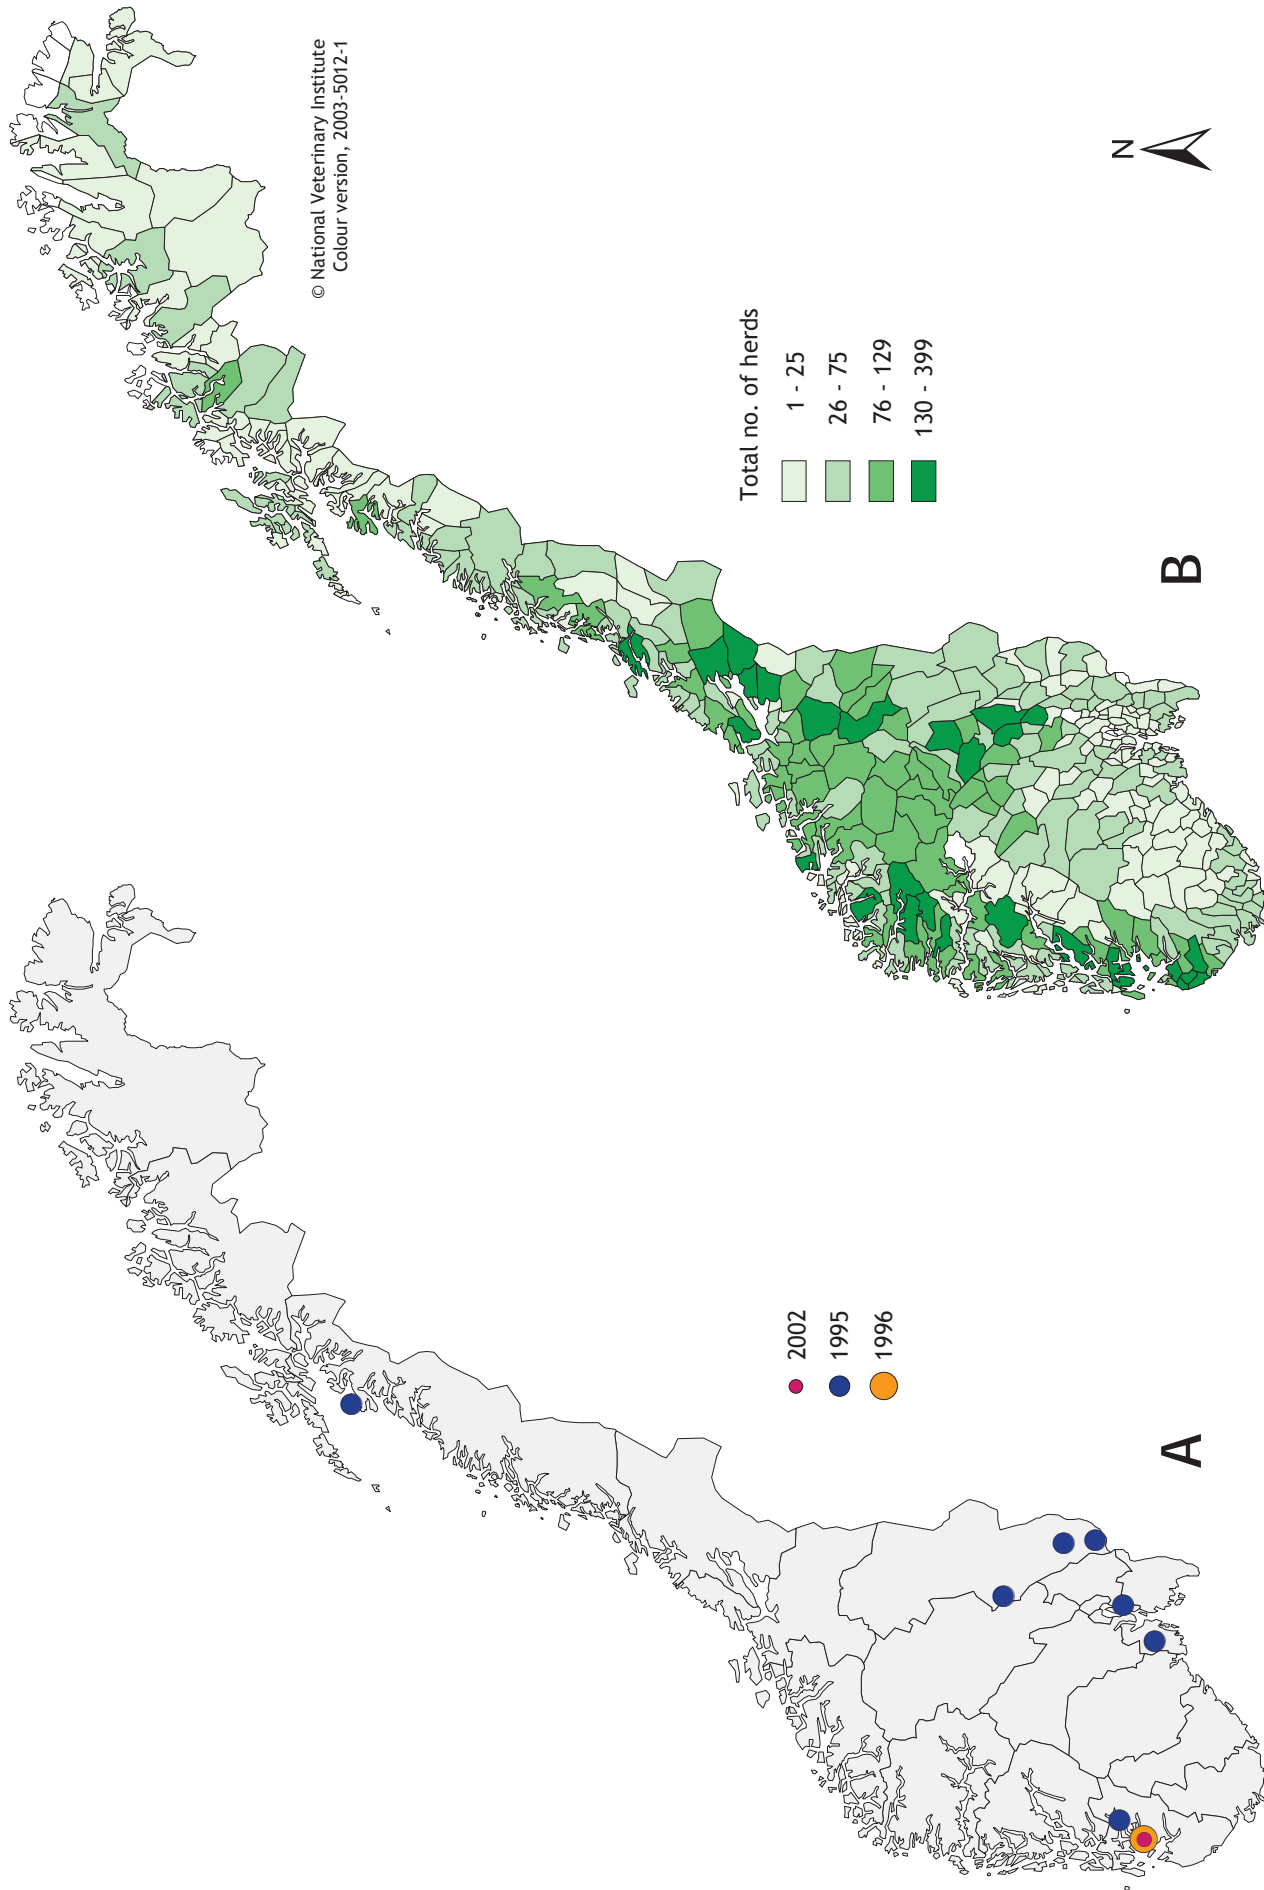 2002
1995
1996
A
© National Veterinary Institute
Colour version, 2003-5012-1
Total no. of herds
1 - 25
26 - 75
76 - 129
130 - 399
B
N